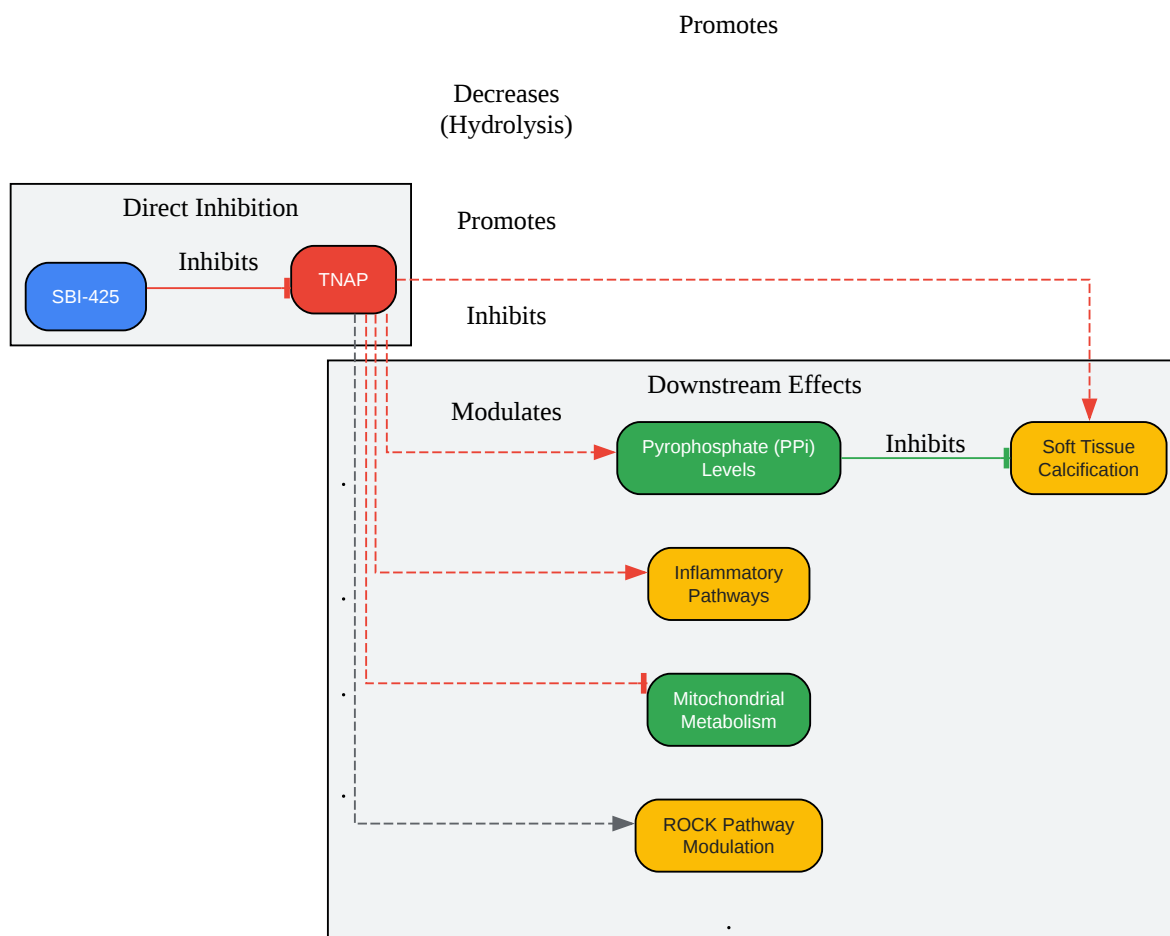 Promotes
Decreases
(Hydrolysis)
Direct Inhibition
Promotes
Inhibits
TNAP
SBI-425
Inhibits
Downstream Effects
Modulates
Pyrophosphate (PPi)
Levels
Inhibits
Soft Tissue
Calcification
Inflammatory
Pathways
Mitochondrial
Metabolism
ROCK Pathway
Modulation